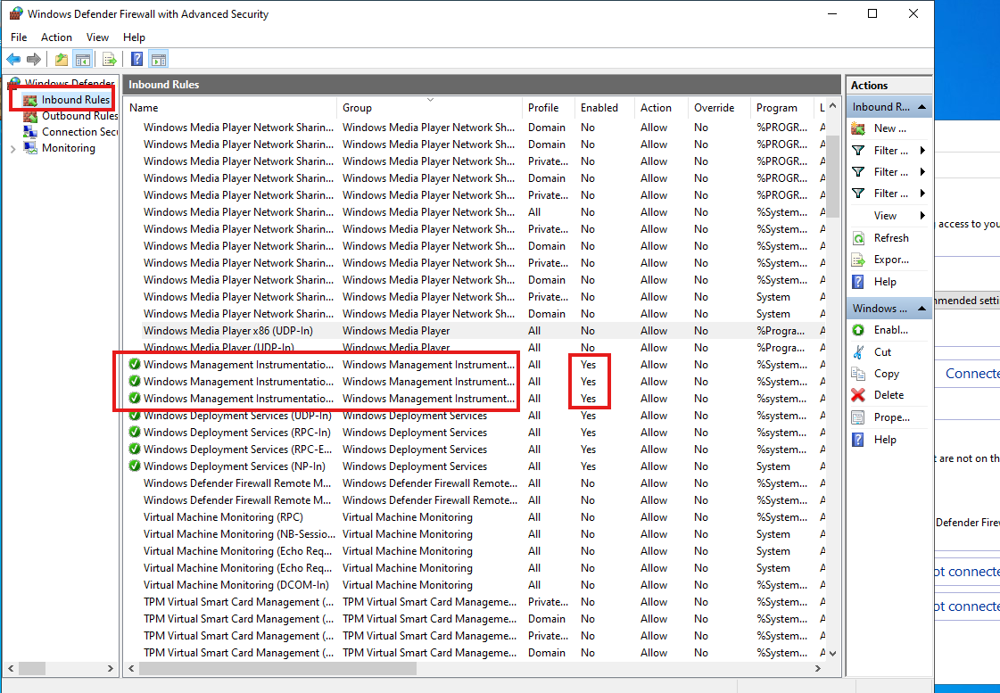 Windows Defender Firewall with Advanced Security
File Action View Help
Windows Defender
Inbound Rules
Outbound Rules
Connection Secu
Monitoring
Inbound Rules
Name Group Profile Enabled Action Override Program L
Windows Media Player Network Sharin... Windows Media Player Network Sh... Domain No Allow No %PROGR... A
Windows Media Player Network Sharin... Windows Media Player Network Sh... Domain No Allow No %PROGR... A
Windows Media Player Network Sharin... Windows Media Player Network Sh... Private... No Allow No %PROGR... A
Windows Media Player Network Sharin... Windows Media Player Network Sh... Domain No Allow No %PROGR... A
Windows Media Player Network Sharin... Windows Media Player Network Sh... Private... No Allow No %PROGR... A
Windows Media Player Network Sharin... Windows Media Player Network Sh... All No Allow No %System... A
Windows Media Player Network Sharin... Windows Media Player Network Sh... Private... No Allow No %System... A
Windows Media Player Network Sharin... Windows Media Player Network Sh... Domain No Allow No %System... A
Windows Media Player Network Sharin... Windows Media Player Network Sh... Private... No Allow No %System... A
Windows Media Player Network Sharin... Windows Media Player Network Sh... Domain No Allow No %System... A
Windows Media Player Network Sharin... Windows Media Player Network Sh... Private... No Allow No System A
Windows Media Player Network Sharin... Windows Media Player Network Sh... Domain No Allow No System A
Windows Media Player x86 (UDP-In) Windows Media Player All No Allow No %Progra... A
Windows Media Player (UDP-In) Windows Media Player All No Allow No %Progra... A
Windows Management Instrumentatio... Windows Management Instrument... All Yes Allow No %System... A
Windows Management Instrumentatio... Windows Management Instrument... All Yes Allow No %System... A
Windows Management Instrumentatio... Windows Management Instrument... All Yes Allow No %system... A
Windows Deployment Services (UDP-In) Windows Deployment Services All Yes Allow No %system... A
Windows Deployment Services (RPC-In) Windows Deployment Services All Yes Allow No %system... A
Windows Deployment Services (RPC-E... Windows Deployment Services All Yes Allow No %system... A
Windows Deployment Services (NP-In) Windows Deployment Services All Yes Allow No System A
Windows Defender Firewall Remote M... Windows Defender Firewall Remote... All No Allow No %System... A
Windows Defender Firewall Remote M... Windows Defender Firewall Remote... All No Allow No %System... A
Virtual Machine Monitoring (RPC) Virtual Machine Monitoring All No Allow No %System... A
Virtual Machine Monitoring (NB-Sessio... Virtual Machine Monitoring All No Allow No System A
Virtual Machine Monitoring (Echo Req... Virtual Machine Monitoring All No Allow No System A
Virtual Machine Monitoring (Echo Req... Virtual Machine Monitoring All No Allow No System A
Virtual Machine Monitoring (DCOM-In) Virtual Machine Monitoring All No Allow No %System... A
TPM Virtual Smart Card Management (... TPM Virtual Smart Card Manageme... Private... No Allow No %System... A
TPM Virtual Smart Card Management (... TPM Virtual Smart Card Manageme... Domain No Allow No %System... A
TPM Virtual Smart Card Management (... TPM Virtual Smart Card Manageme... Private... No Allow No %System... A
TPM Virtual Smart Card Management (... TPM Virtual Smart Card Manageme... Domain No Allow No %System... A
Actions
Inbound R...
New ...
Filter ...
Filter ...
Filter ...
View
Refresh
Expor...
Help
Windows ...
Enabl...
Cut
Copy
Delete
Prope...
Help
access to you
mmended setti
Connecte
t are not on th
Defender Firew
ot connecte
ot connecte